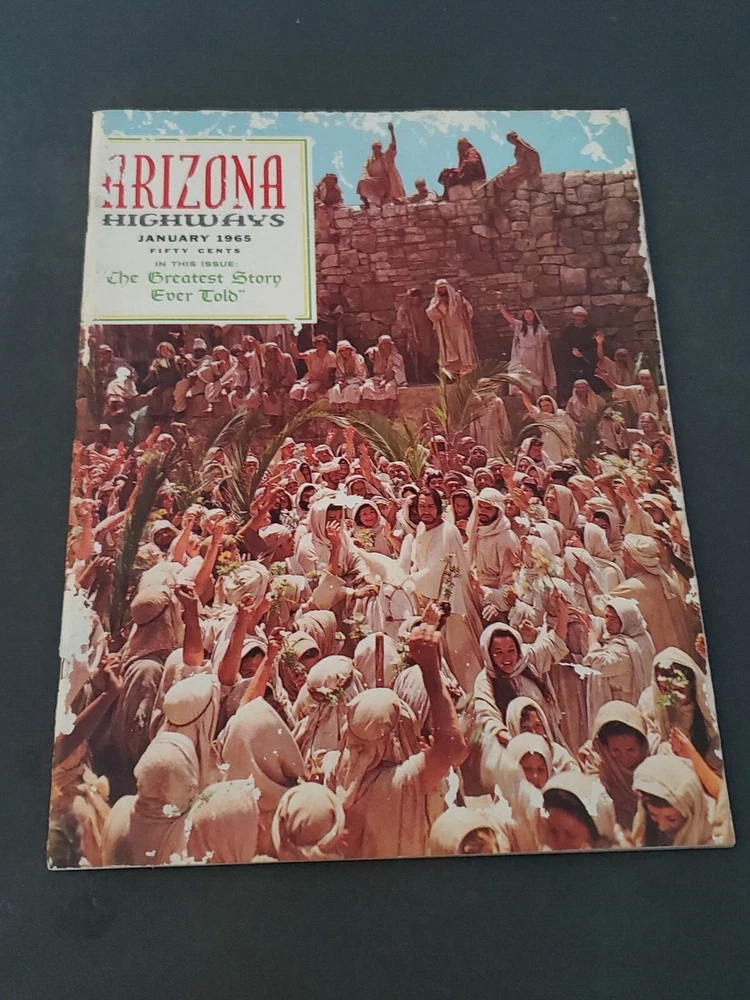 ARIZONA
HIGHWAYS
JANUARY 1965
FIFTY CENTS
IN THIS ISSUE:
The Greatest Story
Ever Told"